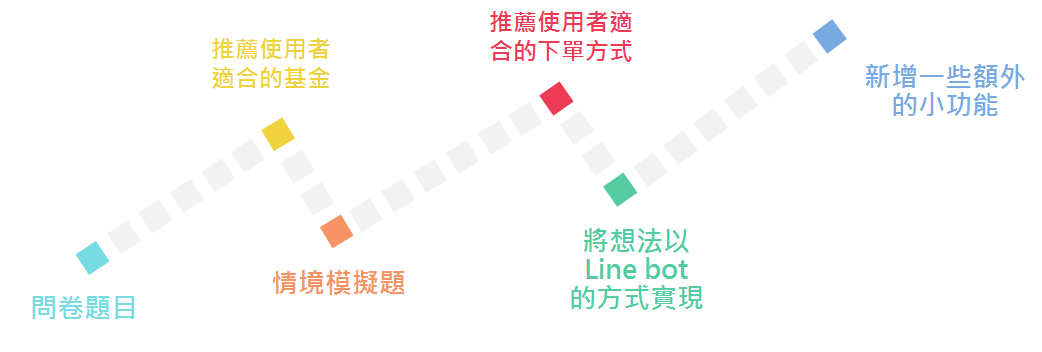 問卷題目
推薦使用者
適合的基金
情境模擬題
推薦使用者適
合的下單方式
將想法以
Line bot
的方式實現
新增一些額外
的小功能